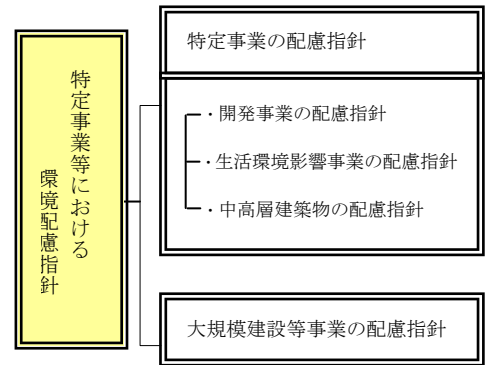 特定事業等における
環境配慮指針
特定事業の配慮指針
・開発事業の配慮指針
・生活環境影響事業の配慮指針
・中高層建築物の配慮指針
大規模建設等事業の配慮指針